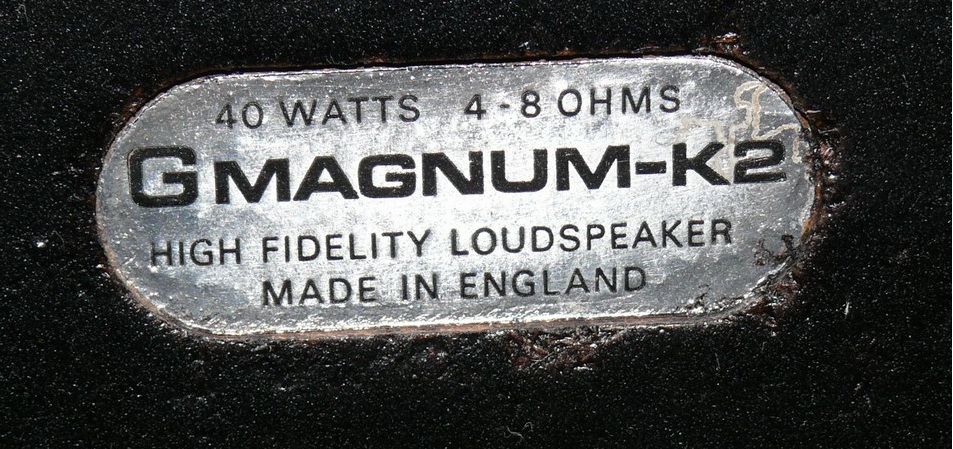 40 WATTS 4-8 OHMS
G MAGNUM-K2
HIGH FIDELITY LOUDSPEAKER
MADE IN ENGLAND